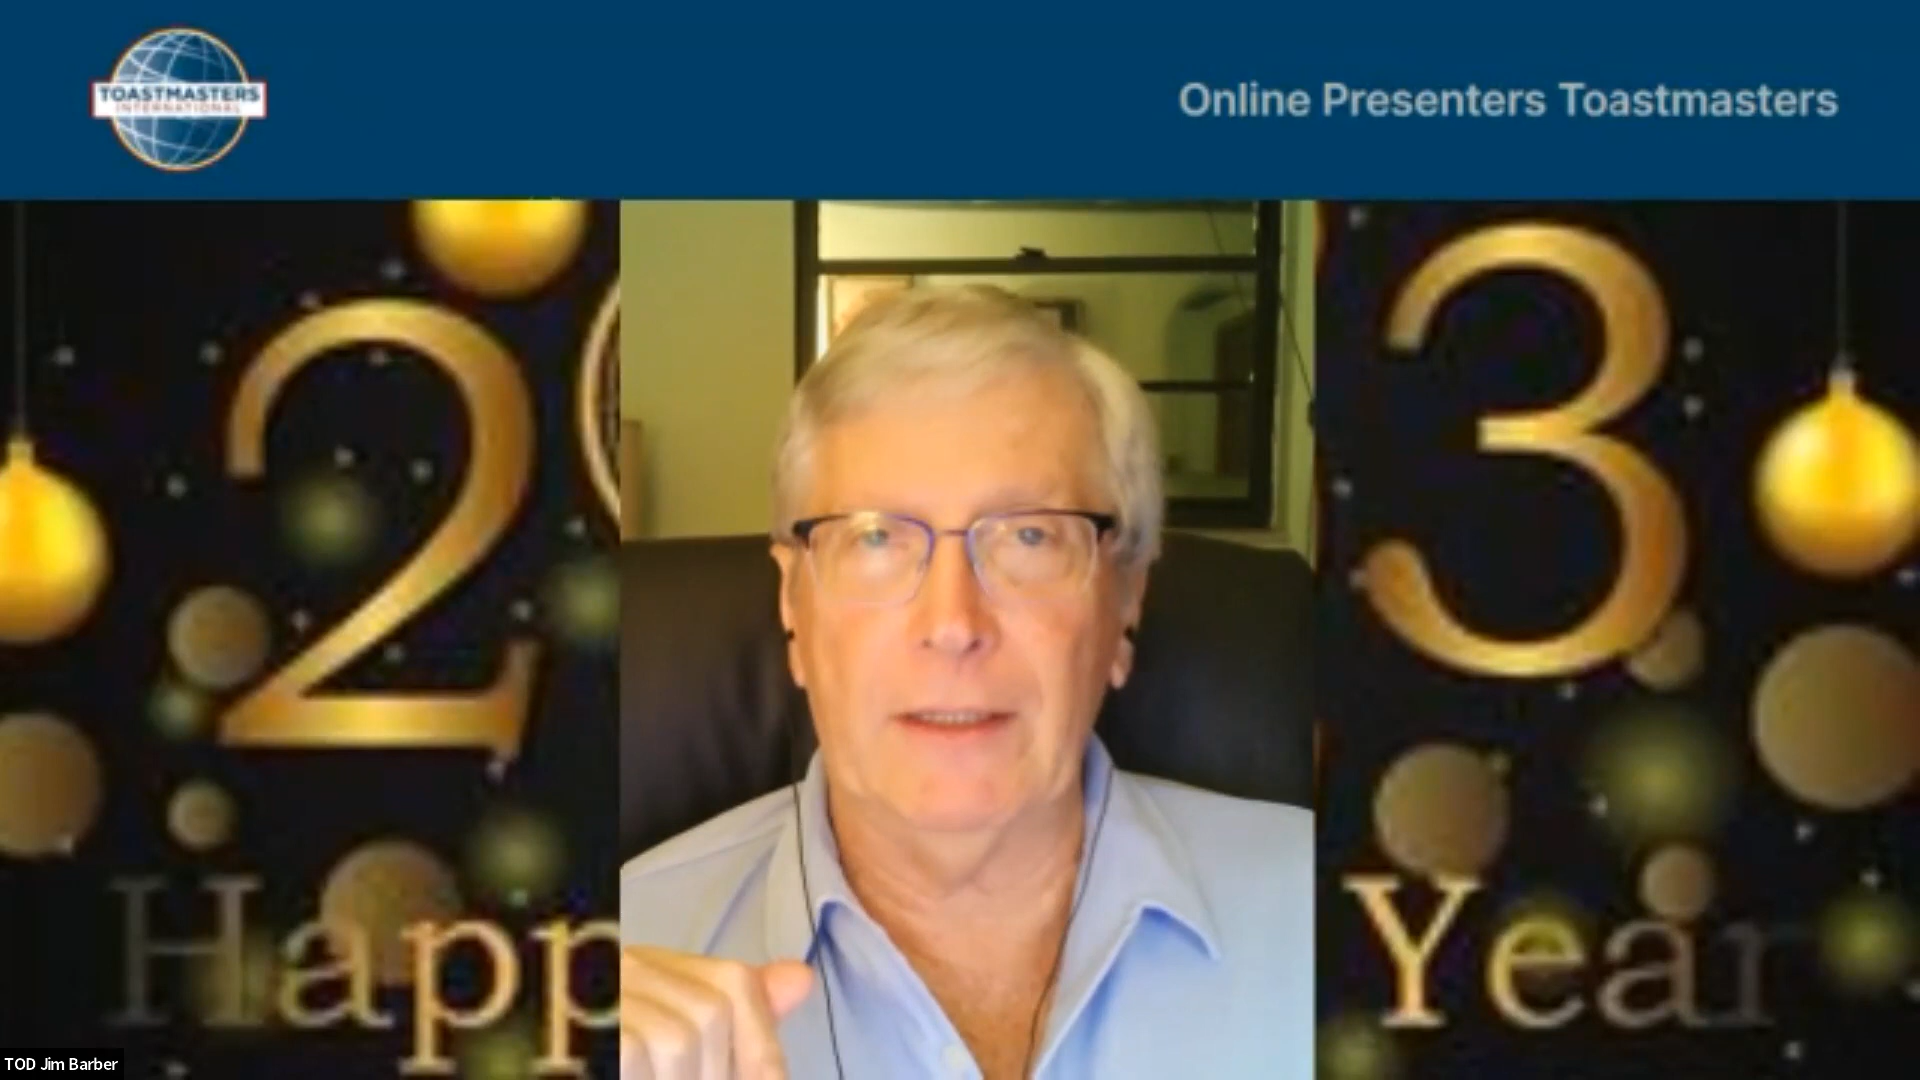 TOASTMASTERS
INTERNATIONAL
Online Presenters Toastmasters
2 3
Happ Year
TOD Jim Barber